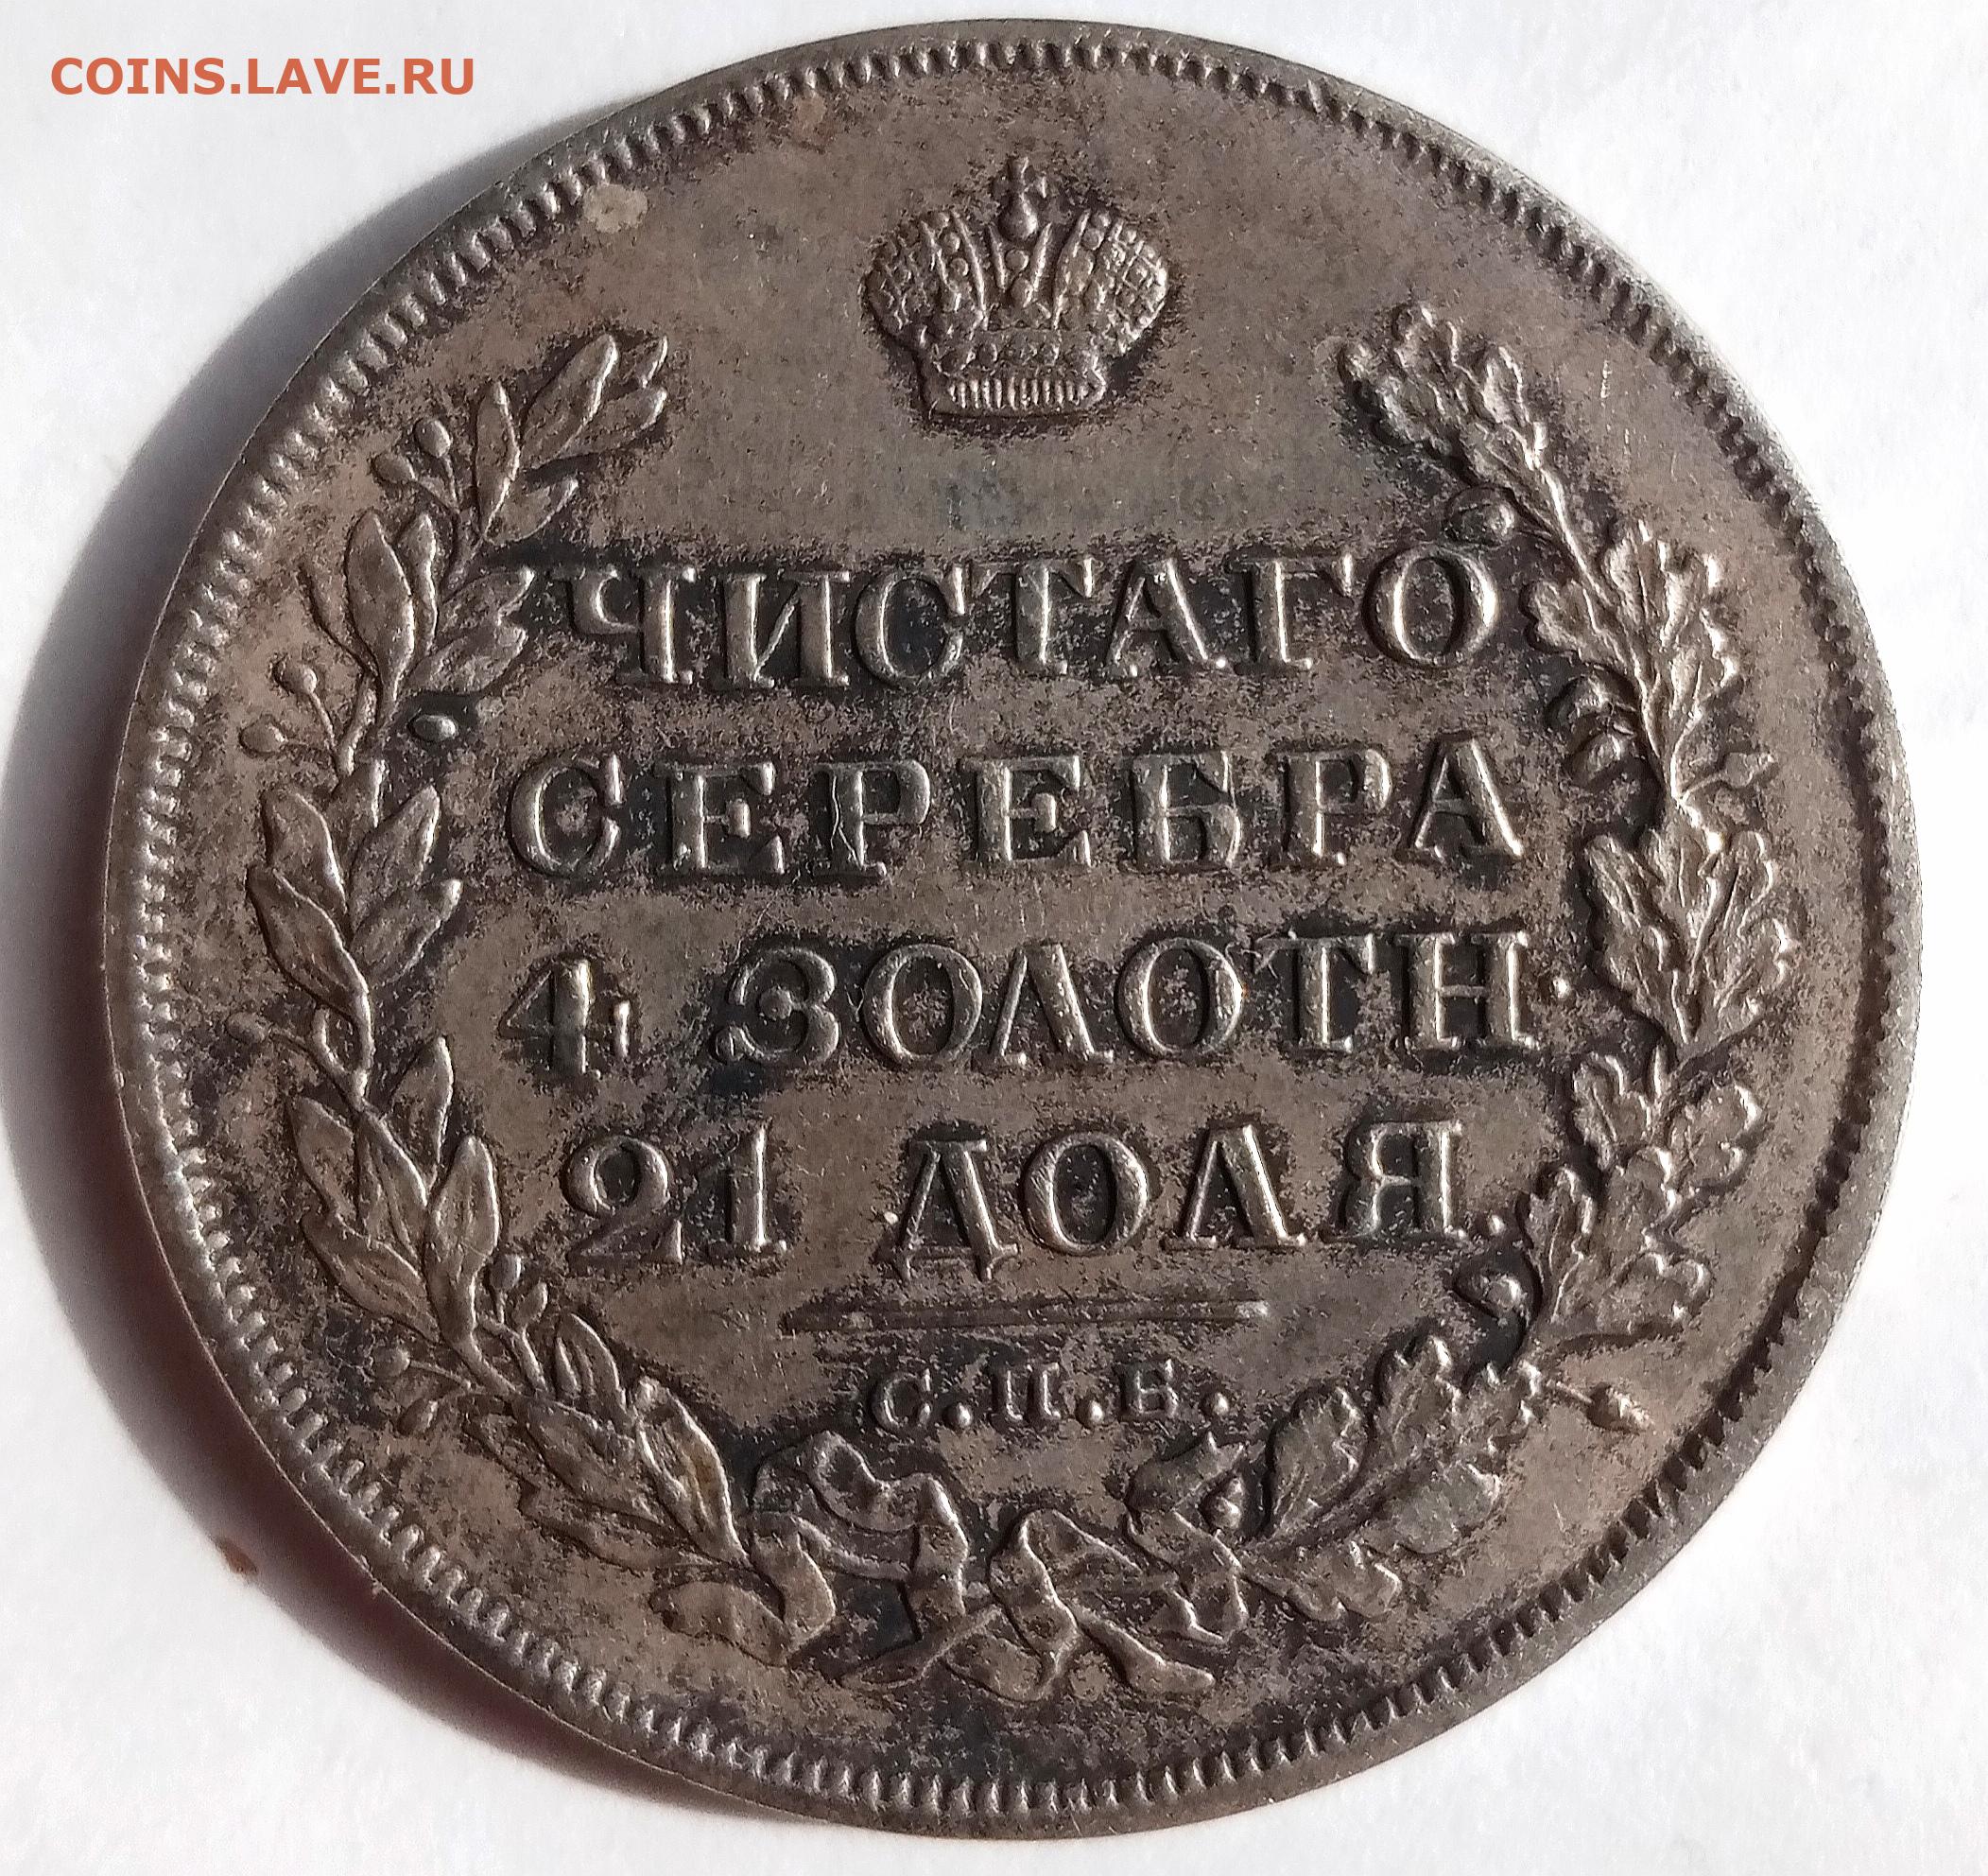 COINS.LAVE.RU
ЧИСТАГО
СЕРЕБРА
4 ЗОЛОТН.
21 ДОЛЯ.
С.П.Б.